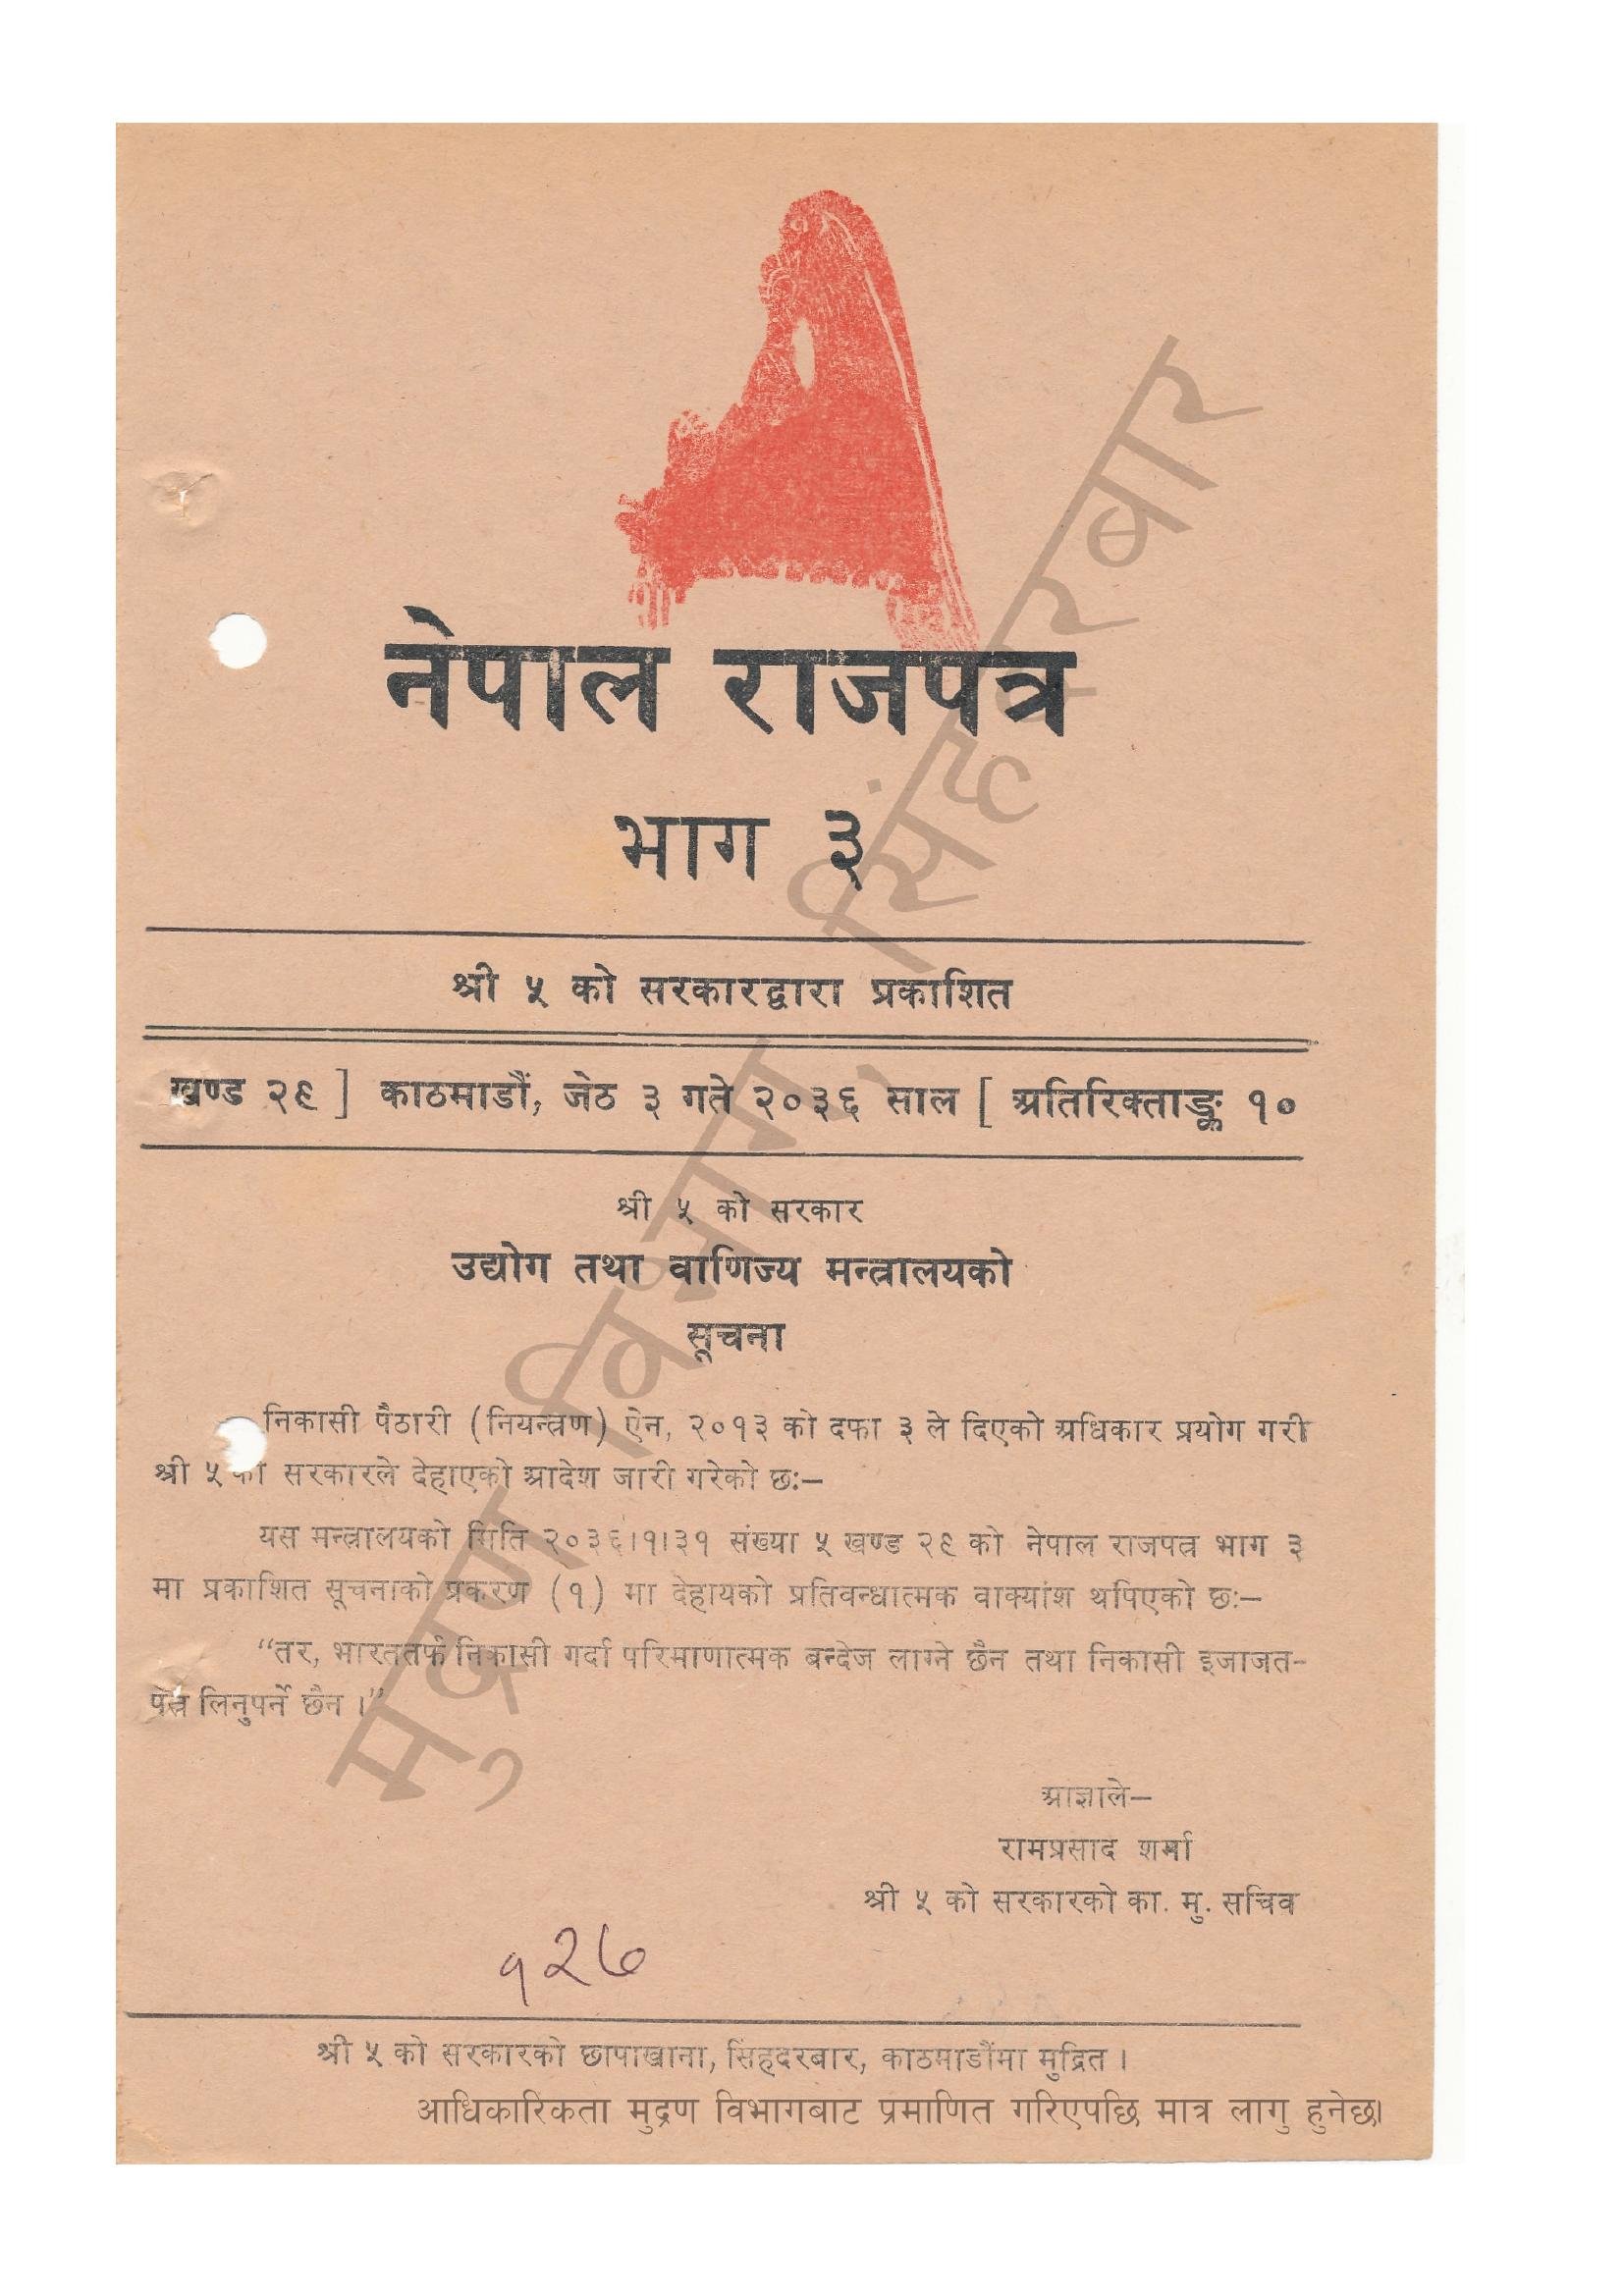 नेपाल राजपत्र
भाग ३
श्री ५ को सरकारद्वारा प्रकाशित
खण्ड २९ ] काठमाडौं, जेठ ३ गते २०३६ साल [ अतिरिक्ताङ्क १०
श्री ५ को सरकार
उद्योग तथा वाणिज्य मन्त्रालयको
सूचना
निकासी पैठारी (नियन्त्रण) ऐन, २०१३ को दफा ३ ले दिएको अधिकार प्रयोग गरी
श्री ५ को सरकारले देहाएको आदेश जारी गरेको छः–
यस मन्त्रालयको मिति २०३६।१।३१ संख्या ५ खण्ड २९ को नेपाल राजपत्र भाग ३
मा प्रकाशित सूचनाको प्रकरण (१) मा देहायको प्रतिवन्धात्मक वाक्यांश थपिएको छः–
“तर, भारततर्फ निकासी गर्दा परिमाणात्मक बन्देज लाग्ने छैन तथा निकासी इजाजत–
पत्र लिनुपर्ने छैन ।”
आज्ञाले–
रामप्रसाद शर्मा
श्री ५ को सरकारको का. मु. सचिव
१२७
श्री ५ को सरकारको छापाखाना, सिंहदरबार, काठमाडौंमा मुद्रित ।
आधिकारिकता मुद्रण विभागबाट प्रमाणित गरिएपछि मात्र लागु हुनेछ।
मुद्रण विभाग, सिंहदरबार